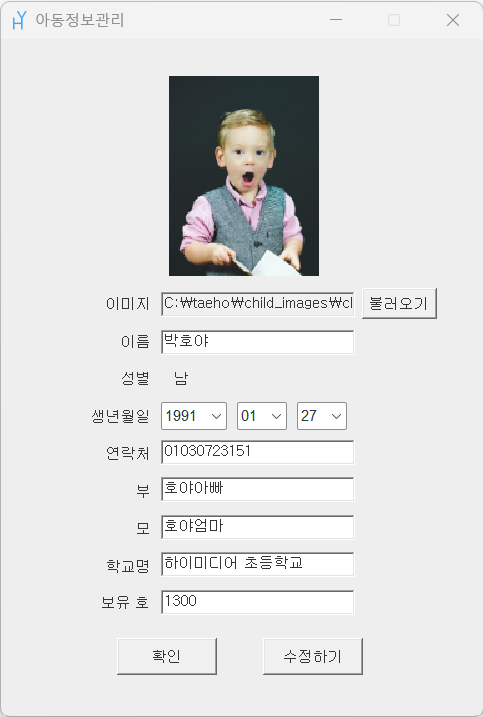 HY 아동정보관리
이미지 C:\taeho\child_images\cl 불러오기
이름 박호야
성별 남
생년월일 1991 01 27
연락처 01030723151
부 호야아빠
모 호야엄마
학교명 하이미디어 초등학교
보유 호 1300
확인 수정하기